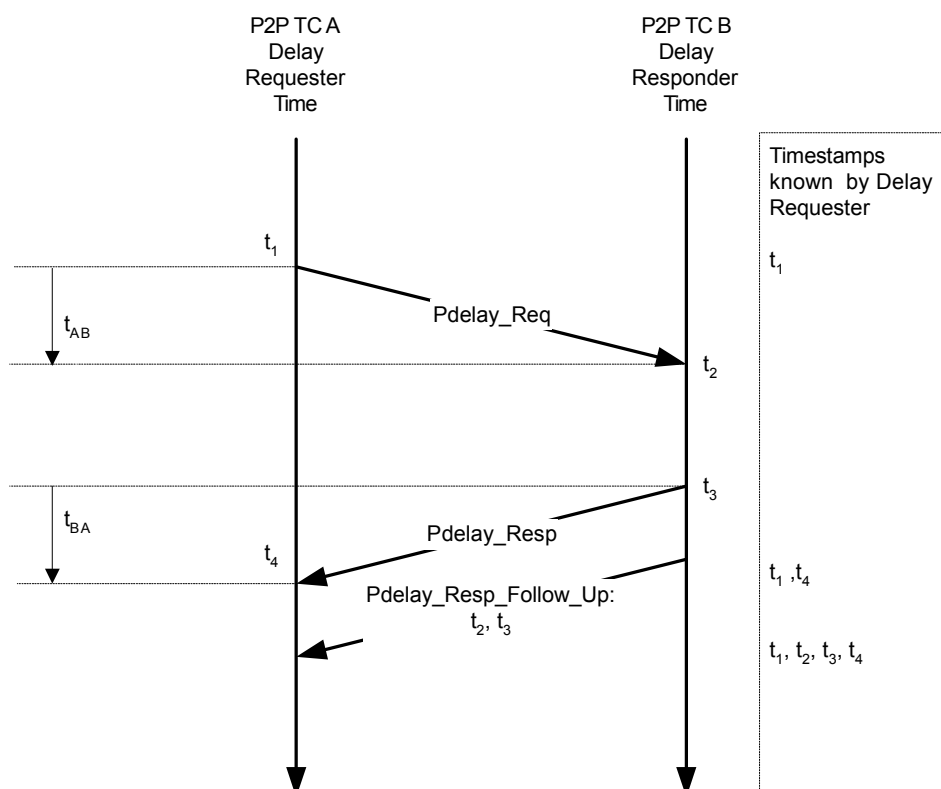 P2P TC A
Delay
Requester
Time
P2P TC B
Delay
Responder
Time
Timestamps
known by Delay
Requester
t1
t1
Pdelay_Req
tAB
t2
t3
tBA
Pdelay_Resp
t4
t1 ,t4
Pdelay_Resp_Follow_Up:
t2, t3
t1, t2, t3, t4